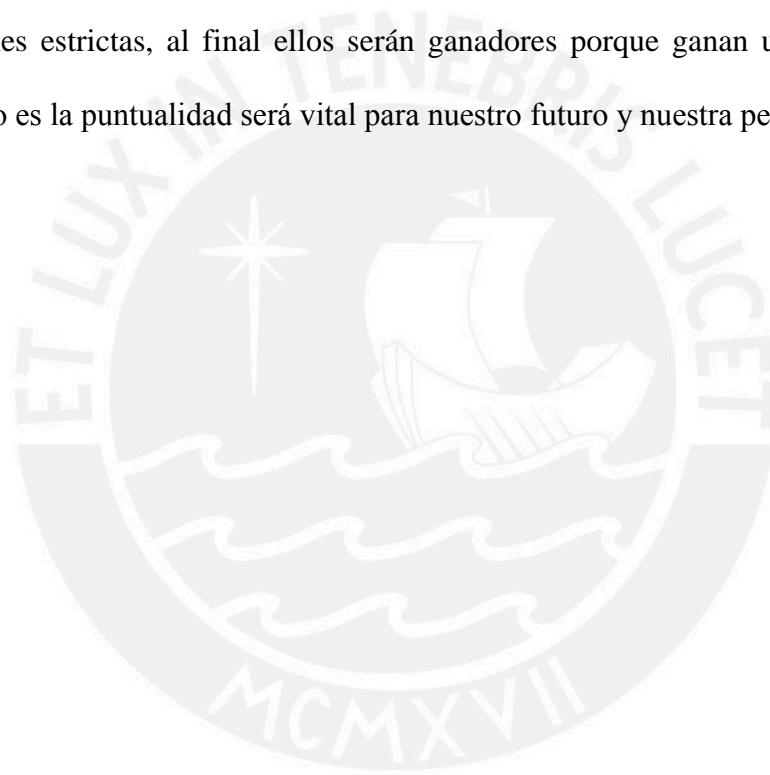 es estrictas, al final ellos serán ganadores porque ganan u
o es la puntualidad será vital para nuestro futuro y nuestra pe
ET LUX IN TENEBRIS LUCET
MCMXVII